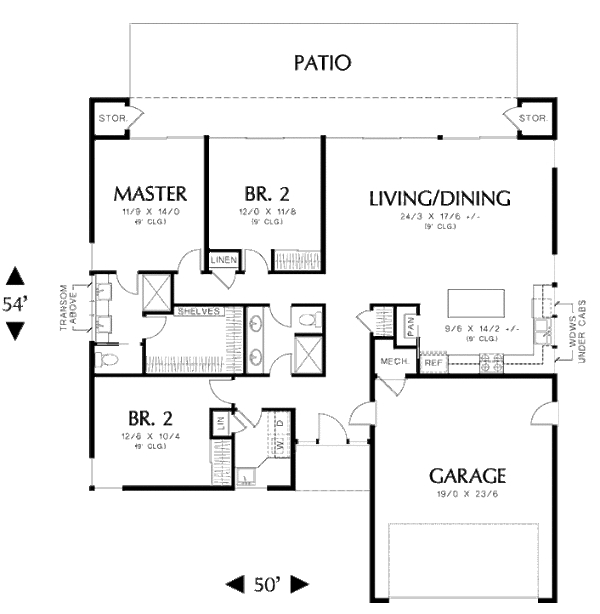 PATIO
STOR.
STOR.
MASTER
11/9 X 14/0
(9' CLG.)
BR. 2
12/0 X 11/8
(9' CLG.)
LIVING/DINING
24/3 X 17/6 +/-
(9' CLG.)
LINEN
54'
TRANSOM
ABOVE
SHELVES
PAN
9/6 X 14/2 +/-
(9' CLG.)
WDWS
UNDER CABS
MECH.
REF
BR. 2
12/6 X 10/4
(9' CLG.)
LIN
W. D
GARAGE
19/0 X 23/6
50'